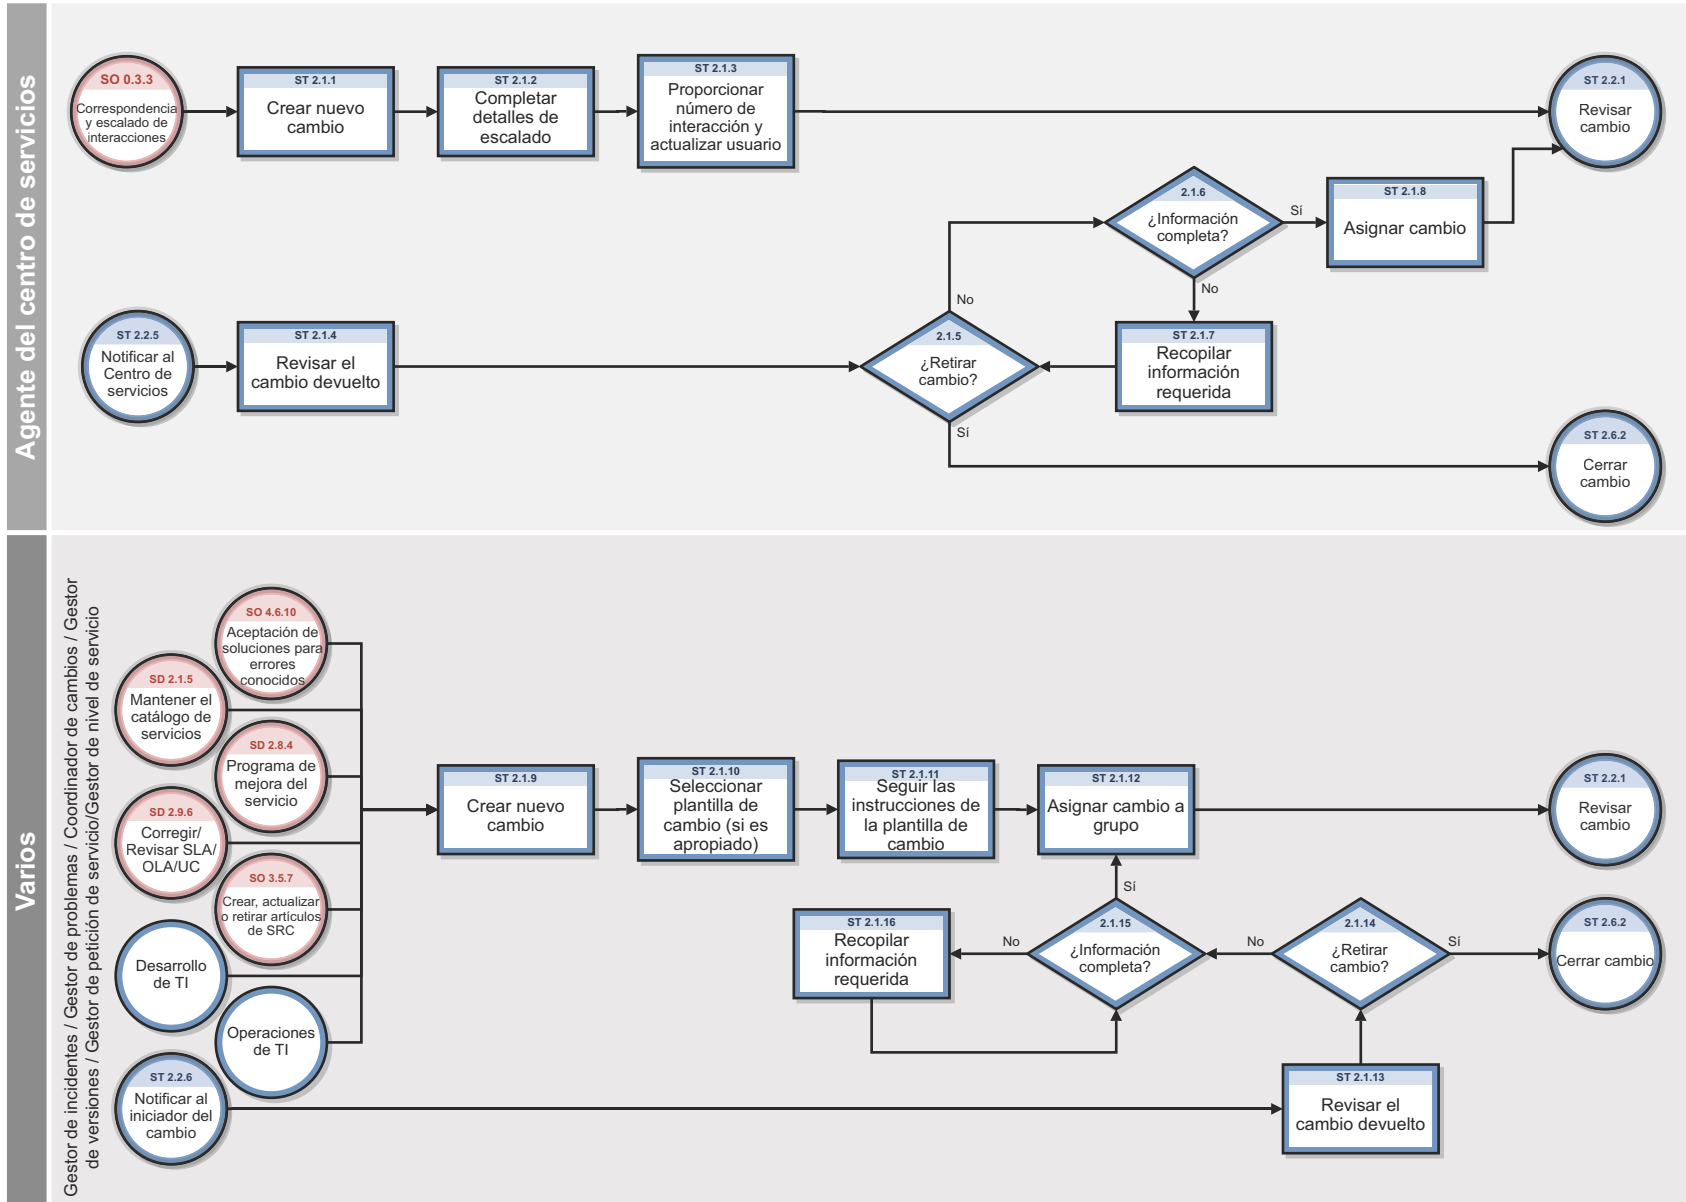 Agente del centro de servicios
SO 0.3.3
Correspondencia
y escalado de
interacciones
ST 2.1.1
Crear nuevo
cambio
ST 2.1.2
Completar
detalles de
escalado
ST 2.1.3
Proporcionar
número de
interacción y
actualizar usuario
ST 2.2.1
Revisar
cambio
2.1.6
¿Información
completa?
Sí
No
ST 2.1.8
Asignar cambio
ST 2.2.5
Notificar al
Centro de
servicios
ST 2.1.4
Revisar el
cambio devuelto
No
2.1.5
¿Retirar
cambio?
Sí
ST 2.1.7
Recopilar
información
requerida
ST 2.6.2
Cerrar
cambio
Varios
Gestor de incidentes / Gestor de problemas / Coordinador de cambios / Gestor
de versiones / Gestor de petición de servicio/Gestor de nivel de servicio
SO 4.6.10
Aceptación de
soluciones para
errores
conocidos
SD 2.1.5
Mantener el
catálogo de
servicios
SD 2.8.4
Programa de
mejora del
servicio
SD 2.9.6
Corregir/
Revisar SLA/
OLA/UC
SO 3.5.7
Crear, actualizar
o retirar artículos
de SRC
Desarrollo
de TI
Operaciones
de TI
ST 2.2.6
Notificar al
iniciador del
cambio
ST 2.1.9
Crear nuevo
cambio
ST 2.1.10
Seleccionar
plantilla de
cambio (si es
apropiado)
ST 2.1.11
Seguir las
instrucciones de
la plantilla de
cambio
ST 2.1.12
Asignar cambio a
grupo
ST 2.2.1
Revisar
cambio
Sí
ST 2.1.16
Recopilar
información
requerida
No
2.1.15
¿Información
completa?
No
2.1.14
¿Retirar
cambio?
Sí
ST 2.6.2
Cerrar cambio
ST 2.1.13
Revisar el
cambio devuelto